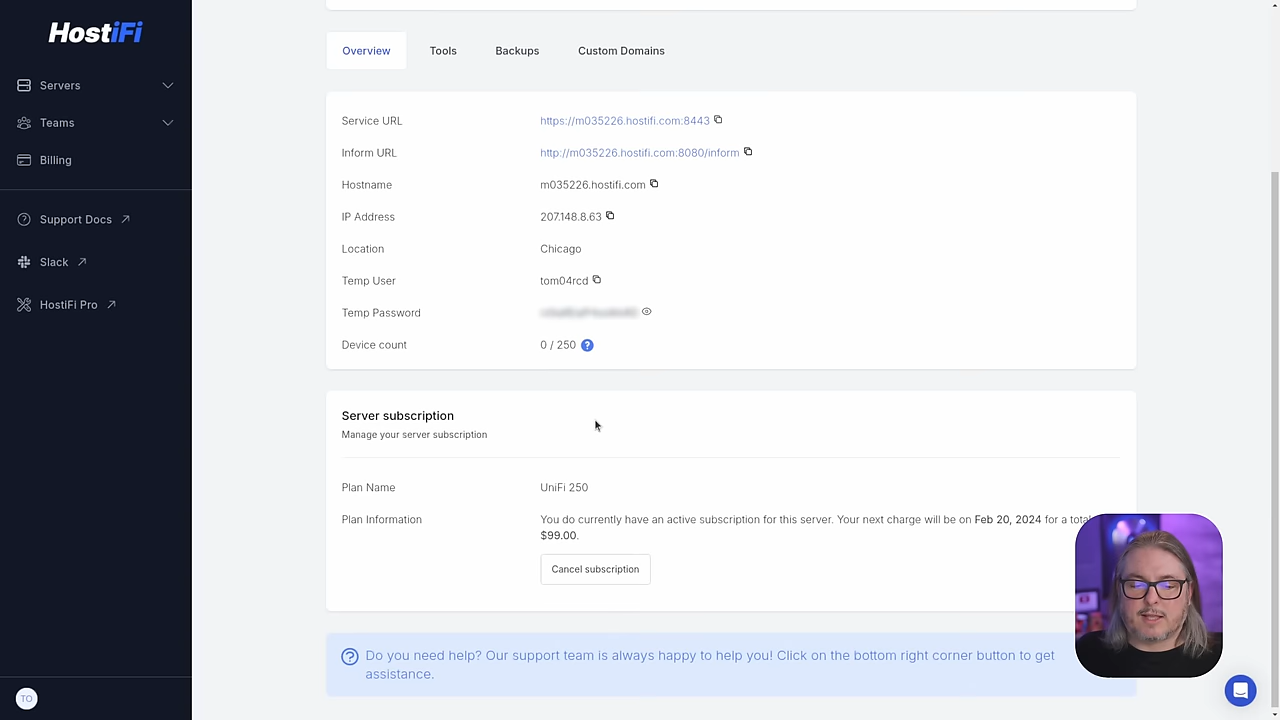 HostiFi
Servers
Teams
Billing
Support Docs
Slack
HostiFi Pro
TO
Overview Tools Backups Custom Domains
Service URL https://m035226.hostifi.com:8443
Inform URL http://m035226.hostifi.com:8080/inform
Hostname m035226.hostifi.com
IP Address 207.148.8.63
Location Chicago
Temp User tom04rcd
Temp Password
Device count 0 / 250 ?
Server subscription
Manage your server subscription
Plan Name UniFi 250
Plan Information You do currently have an active subscription for this server. Your next charge will be on Feb 20, 2024 for a total
$99.00.
Cancel subscription
Do you need help? Our support team is always happy to help you! Click on the bottom right corner button to get
assistance.